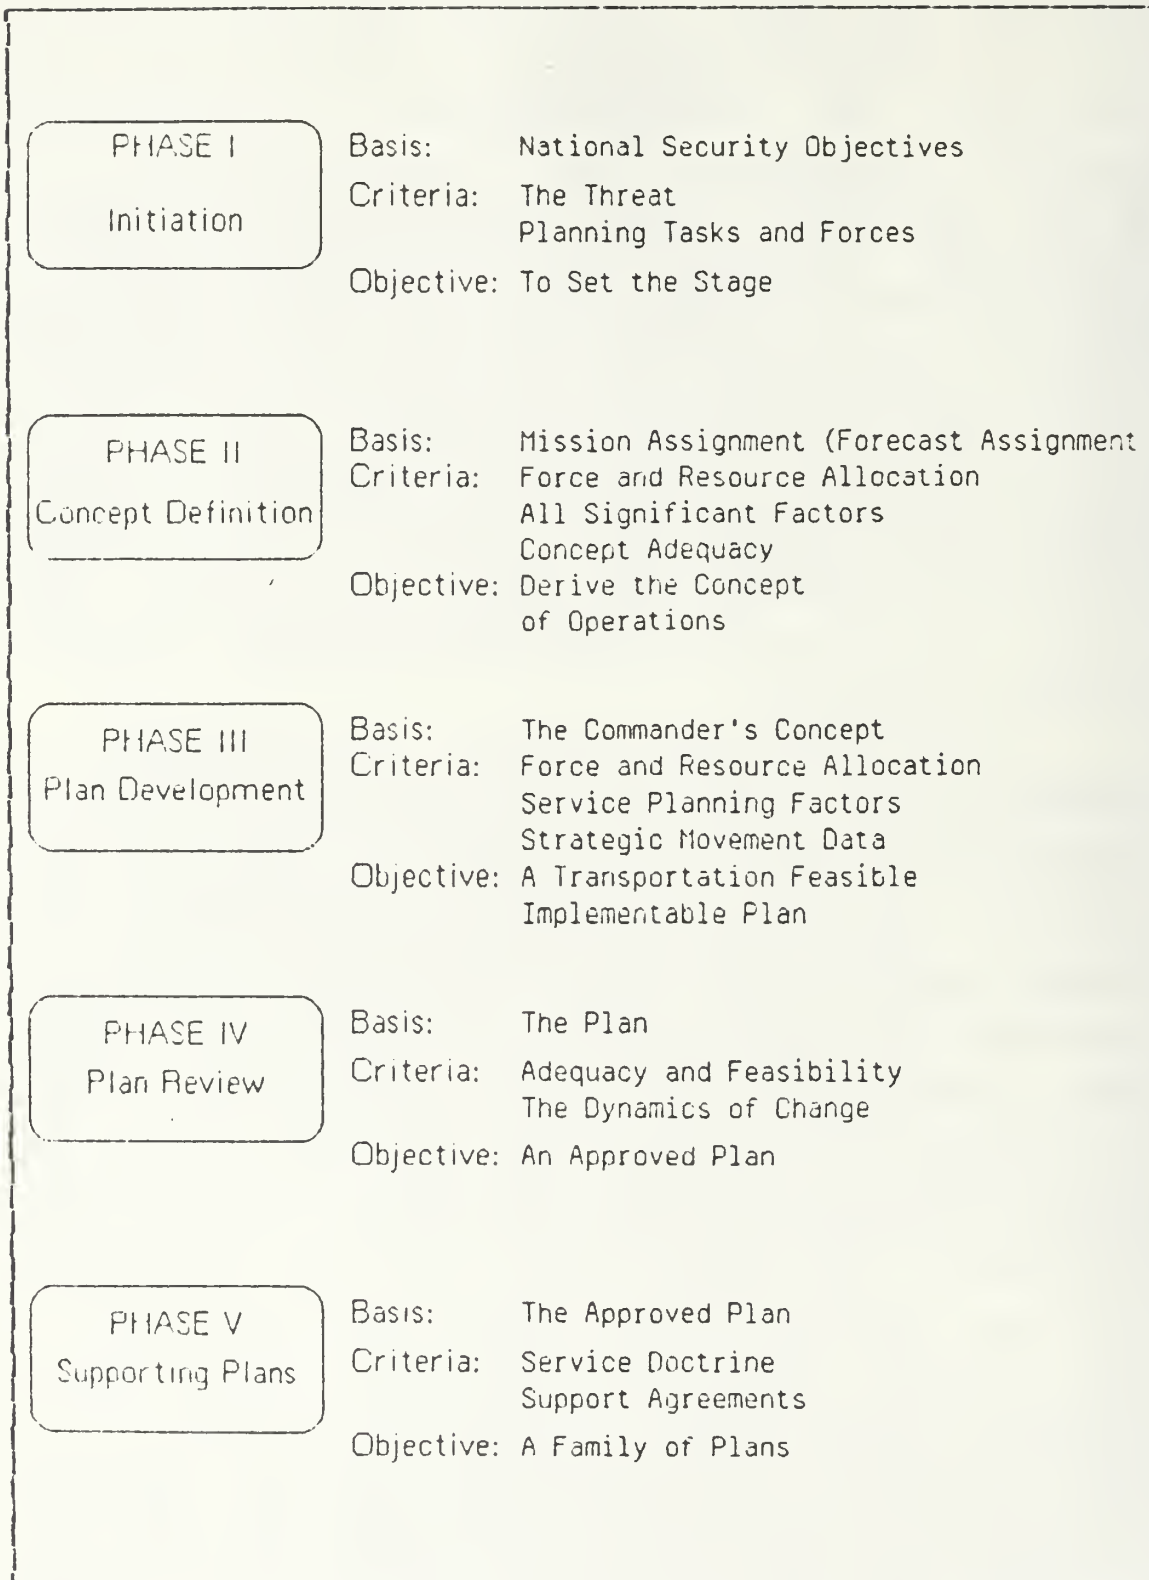 PHASE I
Initiation
Basis: National Security Objectives
Criteria: The Threat
Planning Tasks and Forces
Objective: To Set the Stage
PHASE II
Concept Definition
Basis: Mission Assignment (Forecast Assignment
Criteria: Force and Resource Allocation
All Significant Factors
Concept Adequacy
Objective: Derive the Concept
of Operations
PHASE III
Plan Development
Basis: The Commander's Concept
Criteria: Force and Resource Allocation
Service Planning Factors
Strategic Movement Data
Objective: A Transportation Feasible
Implementable Plan
PHASE IV
Plan Review
Basis: The Plan
Criteria: Adequacy and Feasibility
The Dynamics of Change
Objective: An Approved Plan
PHASE V
Supporting Plans
Basis: The Approved Plan
Criteria: Service Doctrine
Support Agreements
Objective: A Family of Plans